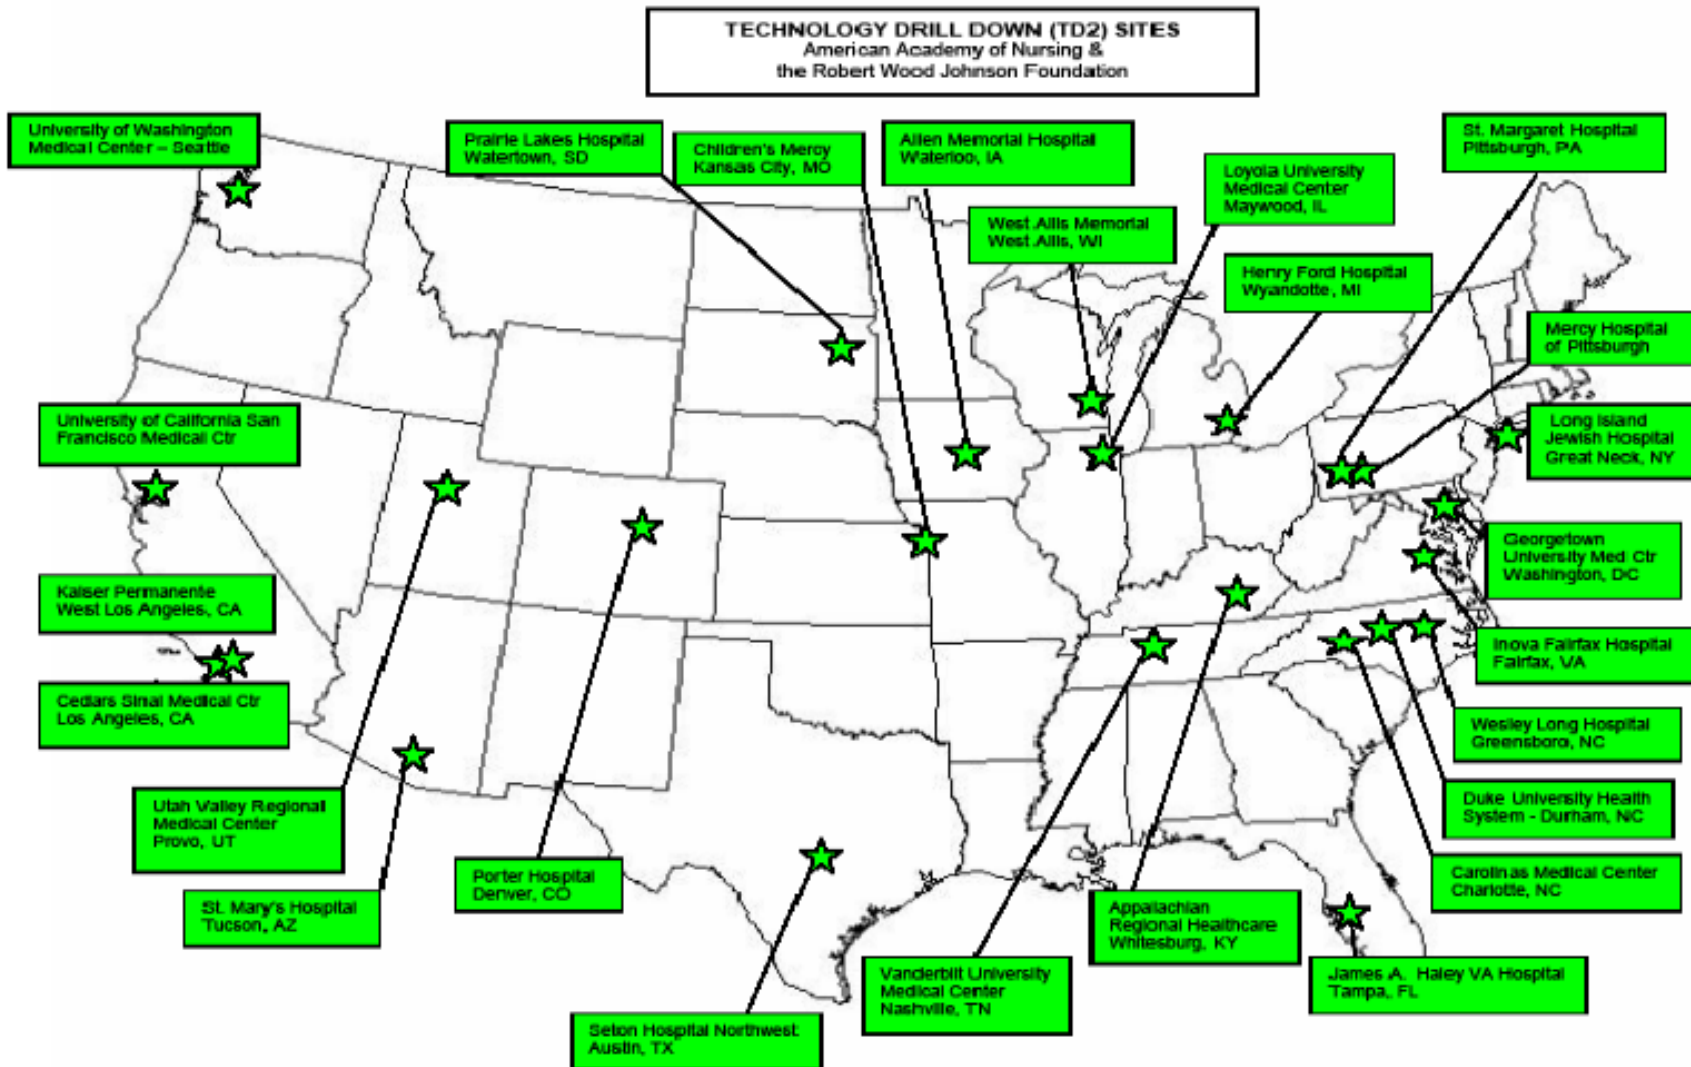 TECHNOLOGY DRILL DOWN (TD2) SITES
American Academy of Nursing &
the Robert Wood Johnson Foundation
University of Washington
Medical Center – Seattle
Prairie Lakes Hospital
Watertown, SD
Children's Mercy
Kansas City, MO
Allen Memorial Hospital
Waterloo, IA
West Allis Memorial
West Allis, WI
Loyola University
Medical Center
Maywood, IL
St. Margaret Hospital
Pittsburgh, PA
Henry Ford Hospital
Wyandotte, MI
Mercy Hospital
of Pittsburgh
University of California San
Francisco Medical Ctr
Long Island
Jewish Hospital
Great Neck, NY
Georgetown
University Med Ctr
Washington, DC
Kaiser Permanente
West Los Angeles, CA
Inova Fairfax Hospital
Fairfax, VA
Cedars Sinai Medical Ctr
Los Angeles, CA
Wesley Long Hospital
Greensboro, NC
Utah Valley Regional
Medical Center
Provo, UT
Duke University Health
System - Durham, NC
Porter Hospital
Denver, CO
Carolinas Medical Center
Charlotte, NC
St. Mary's Hospital
Tucson, AZ
Appalachian
Regional Healthcare
Whitesburg, KY
Vanderbilt University
Medical Center
Nashville, TN
James A. Haley VA Hospital
Tampa, FL
Seton Hospital Northwest
Austin, TX